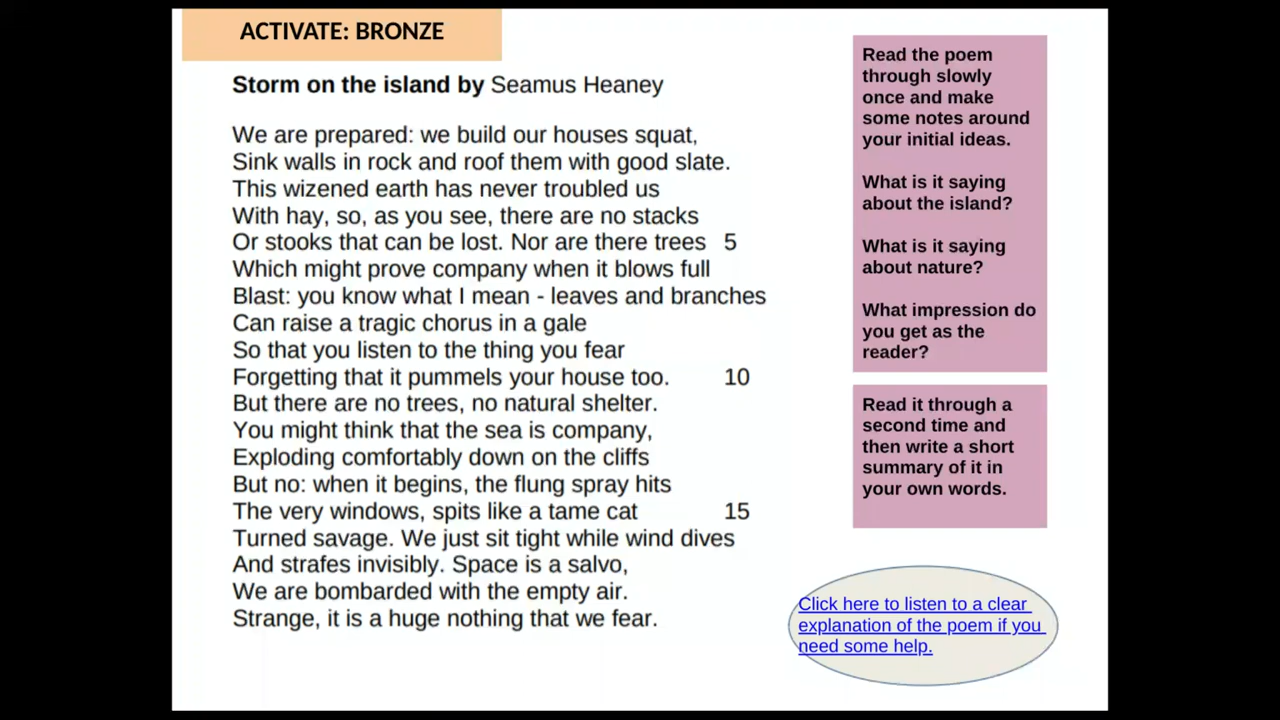 ACTIVATE: BRONZE
Storm on the island by Seamus Heaney
We are prepared: we build our houses squat,
Sink walls in rock and roof them with good slate.
This wizened earth has never troubled us
With hay, so, as you see, there are no stacks
Or stooks that can be lost. Nor are there trees 5
Which might prove company when it blows full
Blast: you know what I mean - leaves and branches
Can raise a tragic chorus in a gale
So that you listen to the thing you fear
Forgetting that it pummels your house too. 10
But there are no trees, no natural shelter.
You might think that the sea is company,
Exploding comfortably down on the cliffs
But no: when it begins, the flung spray hits
The very windows, spits like a tame cat 15
Turned savage. We just sit tight while wind dives
And strafes invisibly. Space is a salvo,
We are bombarded with the empty air.
Strange, it is a huge nothing that we fear.
Read the poem
through slowly
once and make
some notes around
your initial ideas.
What is it saying
about the island?
What is it saying
about nature?
What impression do
you get as the
reader?
Read it through a
second time and
then write a short
summary of it in
your own words.
Click here to listen to a clear
explanation of the poem if you
need some help.